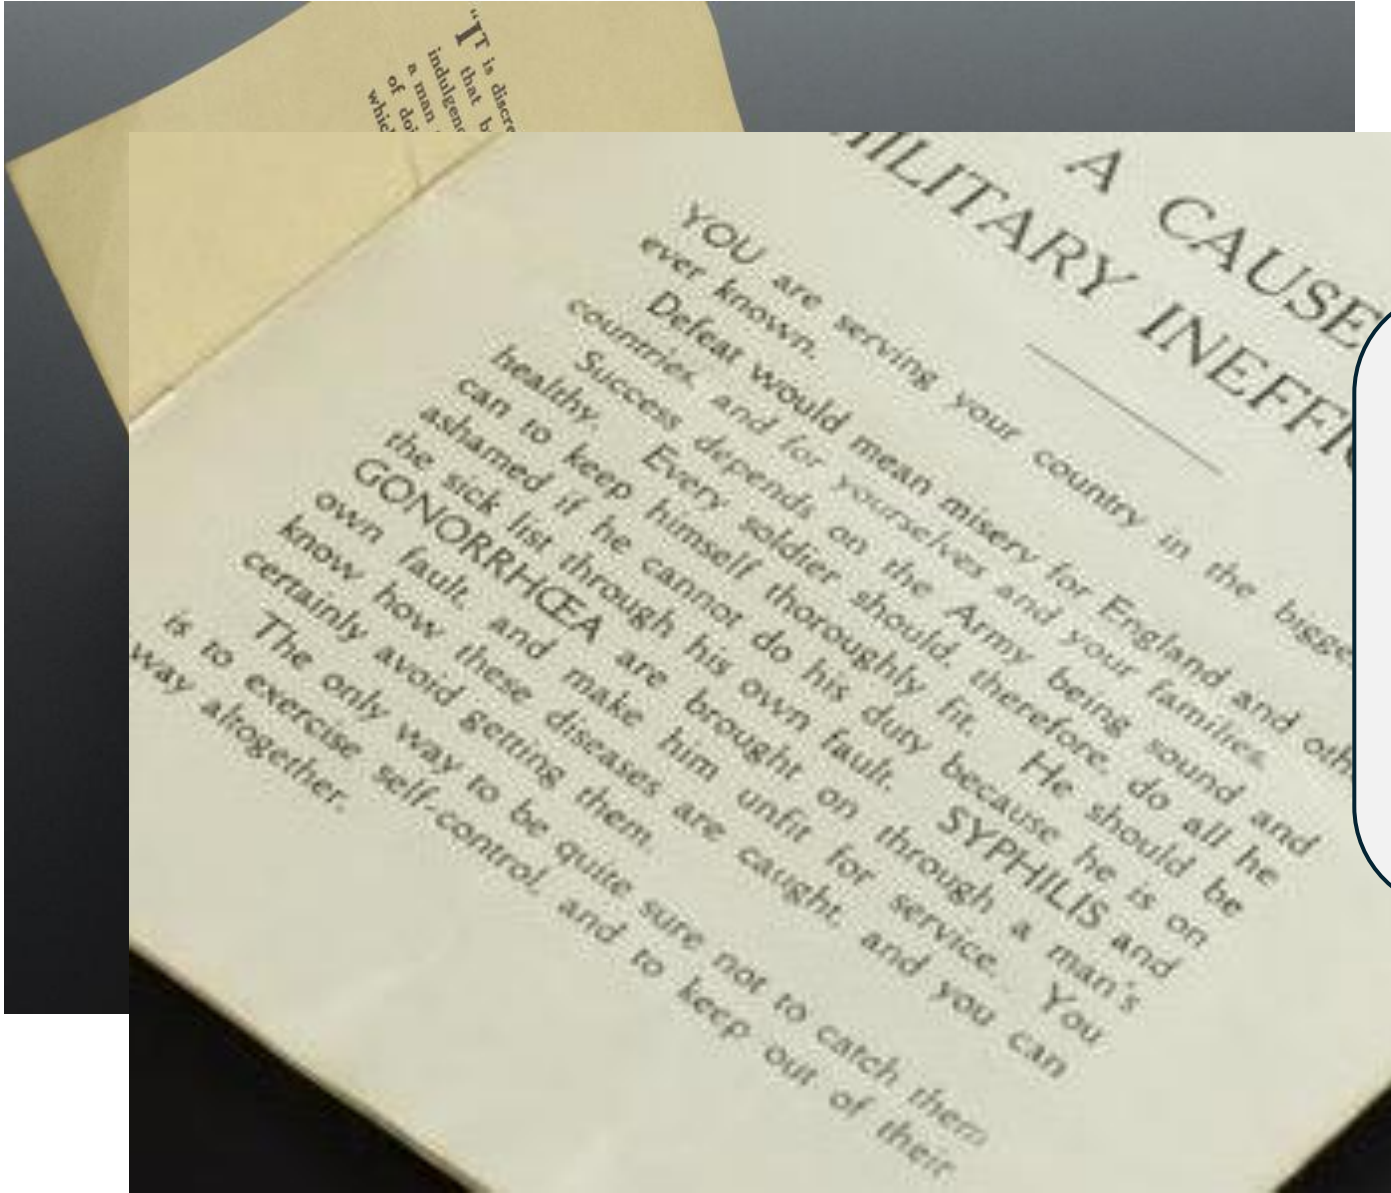 "IT is discre
that b
indulgenc
a man
of doi
whic
A CAUSE
MILITARY INEFFI
YOU are serving your country in the bigge
ever known.
Defeat would mean misery for England and oth
countries, and for yourselves and your families.
Success depends on the Army being sound and
healthy. Every soldier should, therefore, do all he
can to keep himself thoroughly fit. He should be
ashamed if he cannot do his duty because he is on
the sick list through his own fault. SYPHILIS and
GONORRHŒA are brought on through a man's
own fault, and make him unfit for service. You
know how these diseases are caught, and you can
certainly avoid getting them.
The only way to be quite sure not to catch them
is to exercise self-control, and to keep out of their
way altogether.